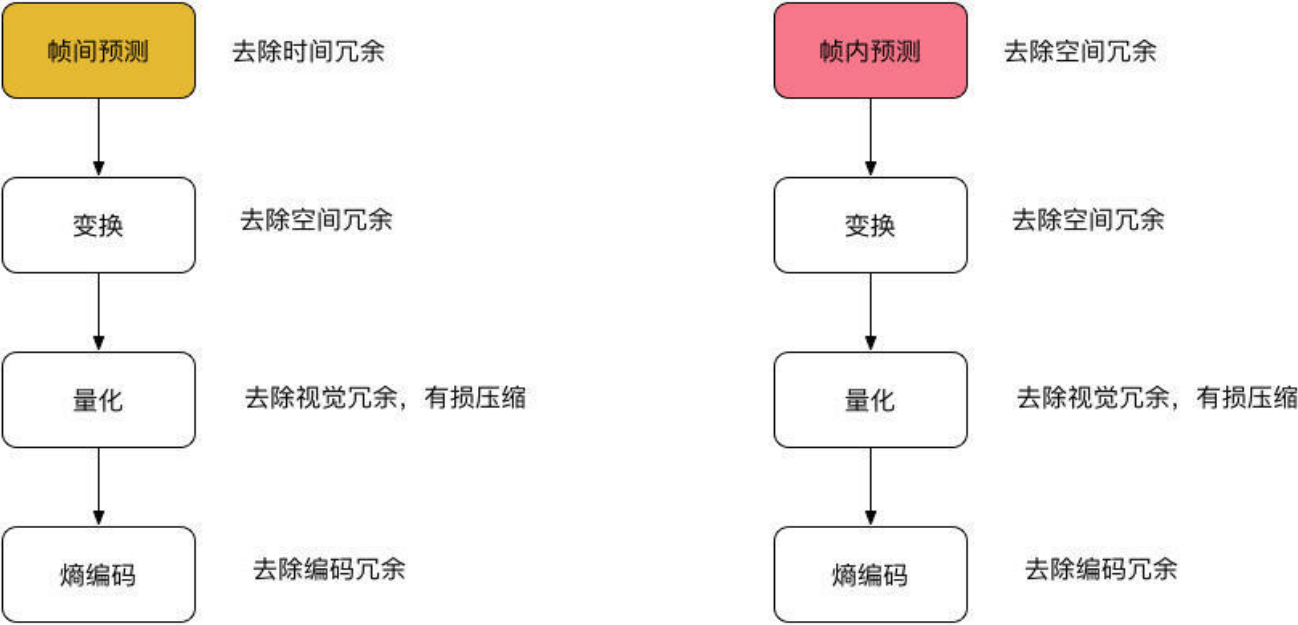 帧间预测
去除时间冗余
变换
去除空间冗余
量化
去除视觉冗余，有损压缩
熵编码
去除编码冗余
帧内预测
去除空间冗余
变换
去除空间冗余
量化
去除视觉冗余，有损压缩
熵编码
去除编码冗余